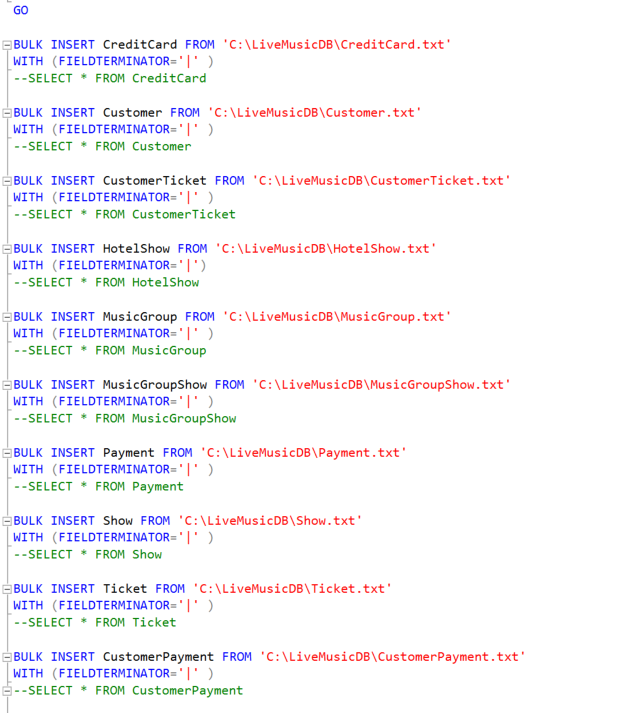 GO
BULK INSERT CreditCard FROM 'C:\LiveMusicDB\CreditCard.txt'
WITH (FIELDTERMINATOR='|' )
--SELECT * FROM CreditCard
BULK INSERT Customer FROM 'C:\LiveMusicDB\Customer.txt'
WITH (FIELDTERMINATOR='|' )
--SELECT * FROM Customer
BULK INSERT CustomerTicket FROM 'C:\LiveMusicDB\CustomerTicket.txt'
WITH (FIELDTERMINATOR='|' )
--SELECT * FROM CustomerTicket
BULK INSERT HotelShow FROM 'C:\LiveMusicDB\HotelShow.txt'
WITH (FIELDTERMINATOR='|')
--SELECT * FROM HotelShow
BULK INSERT MusicGroup FROM 'C:\LiveMusicDB\MusicGroup.txt'
WITH (FIELDTERMINATOR='|' )
--SELECT * FROM MusicGroup
BULK INSERT MusicGroupShow FROM 'C:\LiveMusicDB\MusicGroupShow.txt'
WITH (FIELDTERMINATOR='|' )
--SELECT * FROM MusicGroupShow
BULK INSERT Payment FROM 'C:\LiveMusicDB\Payment.txt'
WITH (FIELDTERMINATOR='|' )
--SELECT * FROM Payment
BULK INSERT Show FROM 'C:\LiveMusicDB\Show.txt'
WITH (FIELDTERMINATOR='|' )
--SELECT * FROM Show
BULK INSERT Ticket FROM 'C:\LiveMusicDB\Ticket.txt'
WITH (FIELDTERMINATOR='|' )
--SELECT * FROM Ticket
BULK INSERT CustomerPayment FROM 'C:\LiveMusicDB\CustomerPayment.txt'
WITH (FIELDTERMINATOR='|' )
--SELECT * FROM CustomerPayment